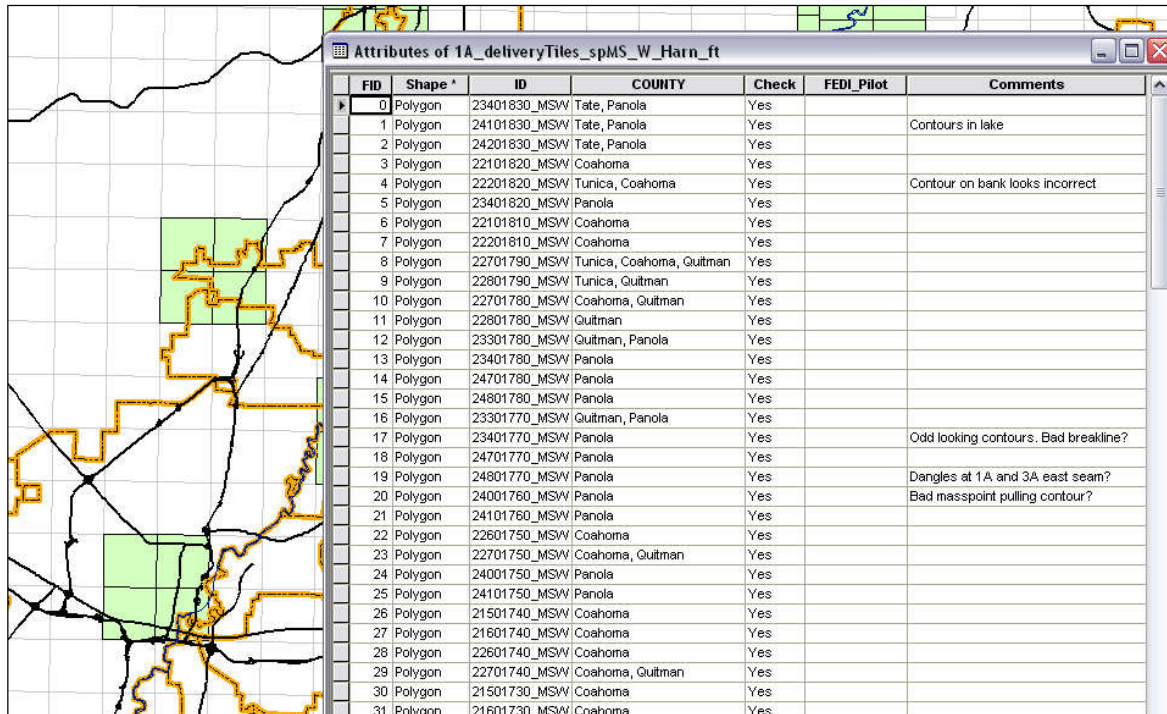 Attributes of 1A_deliveryTiles_spMS_W_Harn_ft
FID Shape * ID COUNTY Check FEDI_Pilot Comments
0 Polygon 23401830_MSW Tate, Panola Yes
1 Polygon 24101830_MSW Tate, Panola Yes Contours in lake
2 Polygon 24201830_MSW Tate, Panola Yes
3 Polygon 22101820_MSW Coahoma Yes
4 Polygon 22201820_MSW Tunica, Coahoma Yes Contour on bank looks incorrect
5 Polygon 23401820_MSW Panola Yes
6 Polygon 22101810_MSW Coahoma Yes
7 Polygon 22201810_MSW Coahoma Yes
8 Polygon 22701790_MSW Tunica, Coahoma, Quitman Yes
9 Polygon 22801790_MSW Tunica, Quitman Yes
10 Polygon 22701780_MSW Coahoma, Quitman Yes
11 Polygon 22801780_MSW Quitman Yes
12 Polygon 23301780_MSW Quitman, Panola Yes
13 Polygon 23401780_MSW Panola Yes
14 Polygon 24701780_MSW Panola Yes
15 Polygon 24801780_MSW Panola Yes
16 Polygon 23301770_MSW Quitman, Panola Yes
17 Polygon 23401770_MSW Panola Yes Odd looking contours. Bad breakline?
18 Polygon 24701770_MSW Panola Yes
19 Polygon 24801770_MSW Panola Yes Dangles at 1A and 3A east seam?
20 Polygon 24001760_MSW Panola Yes Bad masspoint pulling contour?
21 Polygon 24101760_MSW Panola Yes
22 Polygon 22601750_MSW Coahoma Yes
23 Polygon 22701750_MSW Coahoma, Quitman Yes
24 Polygon 24001750_MSW Panola Yes
25 Polygon 24101750_MSW Panola Yes
26 Polygon 21501740_MSW Coahoma Yes
27 Polygon 21601740_MSW Coahoma Yes
28 Polygon 22601740_MSW Coahoma Yes
29 Polygon 22701740_MSW Coahoma, Quitman Yes
30 Polygon 21501730_MSW Coahoma Yes
31 Polygon 21601730_MSW Coahoma Yes